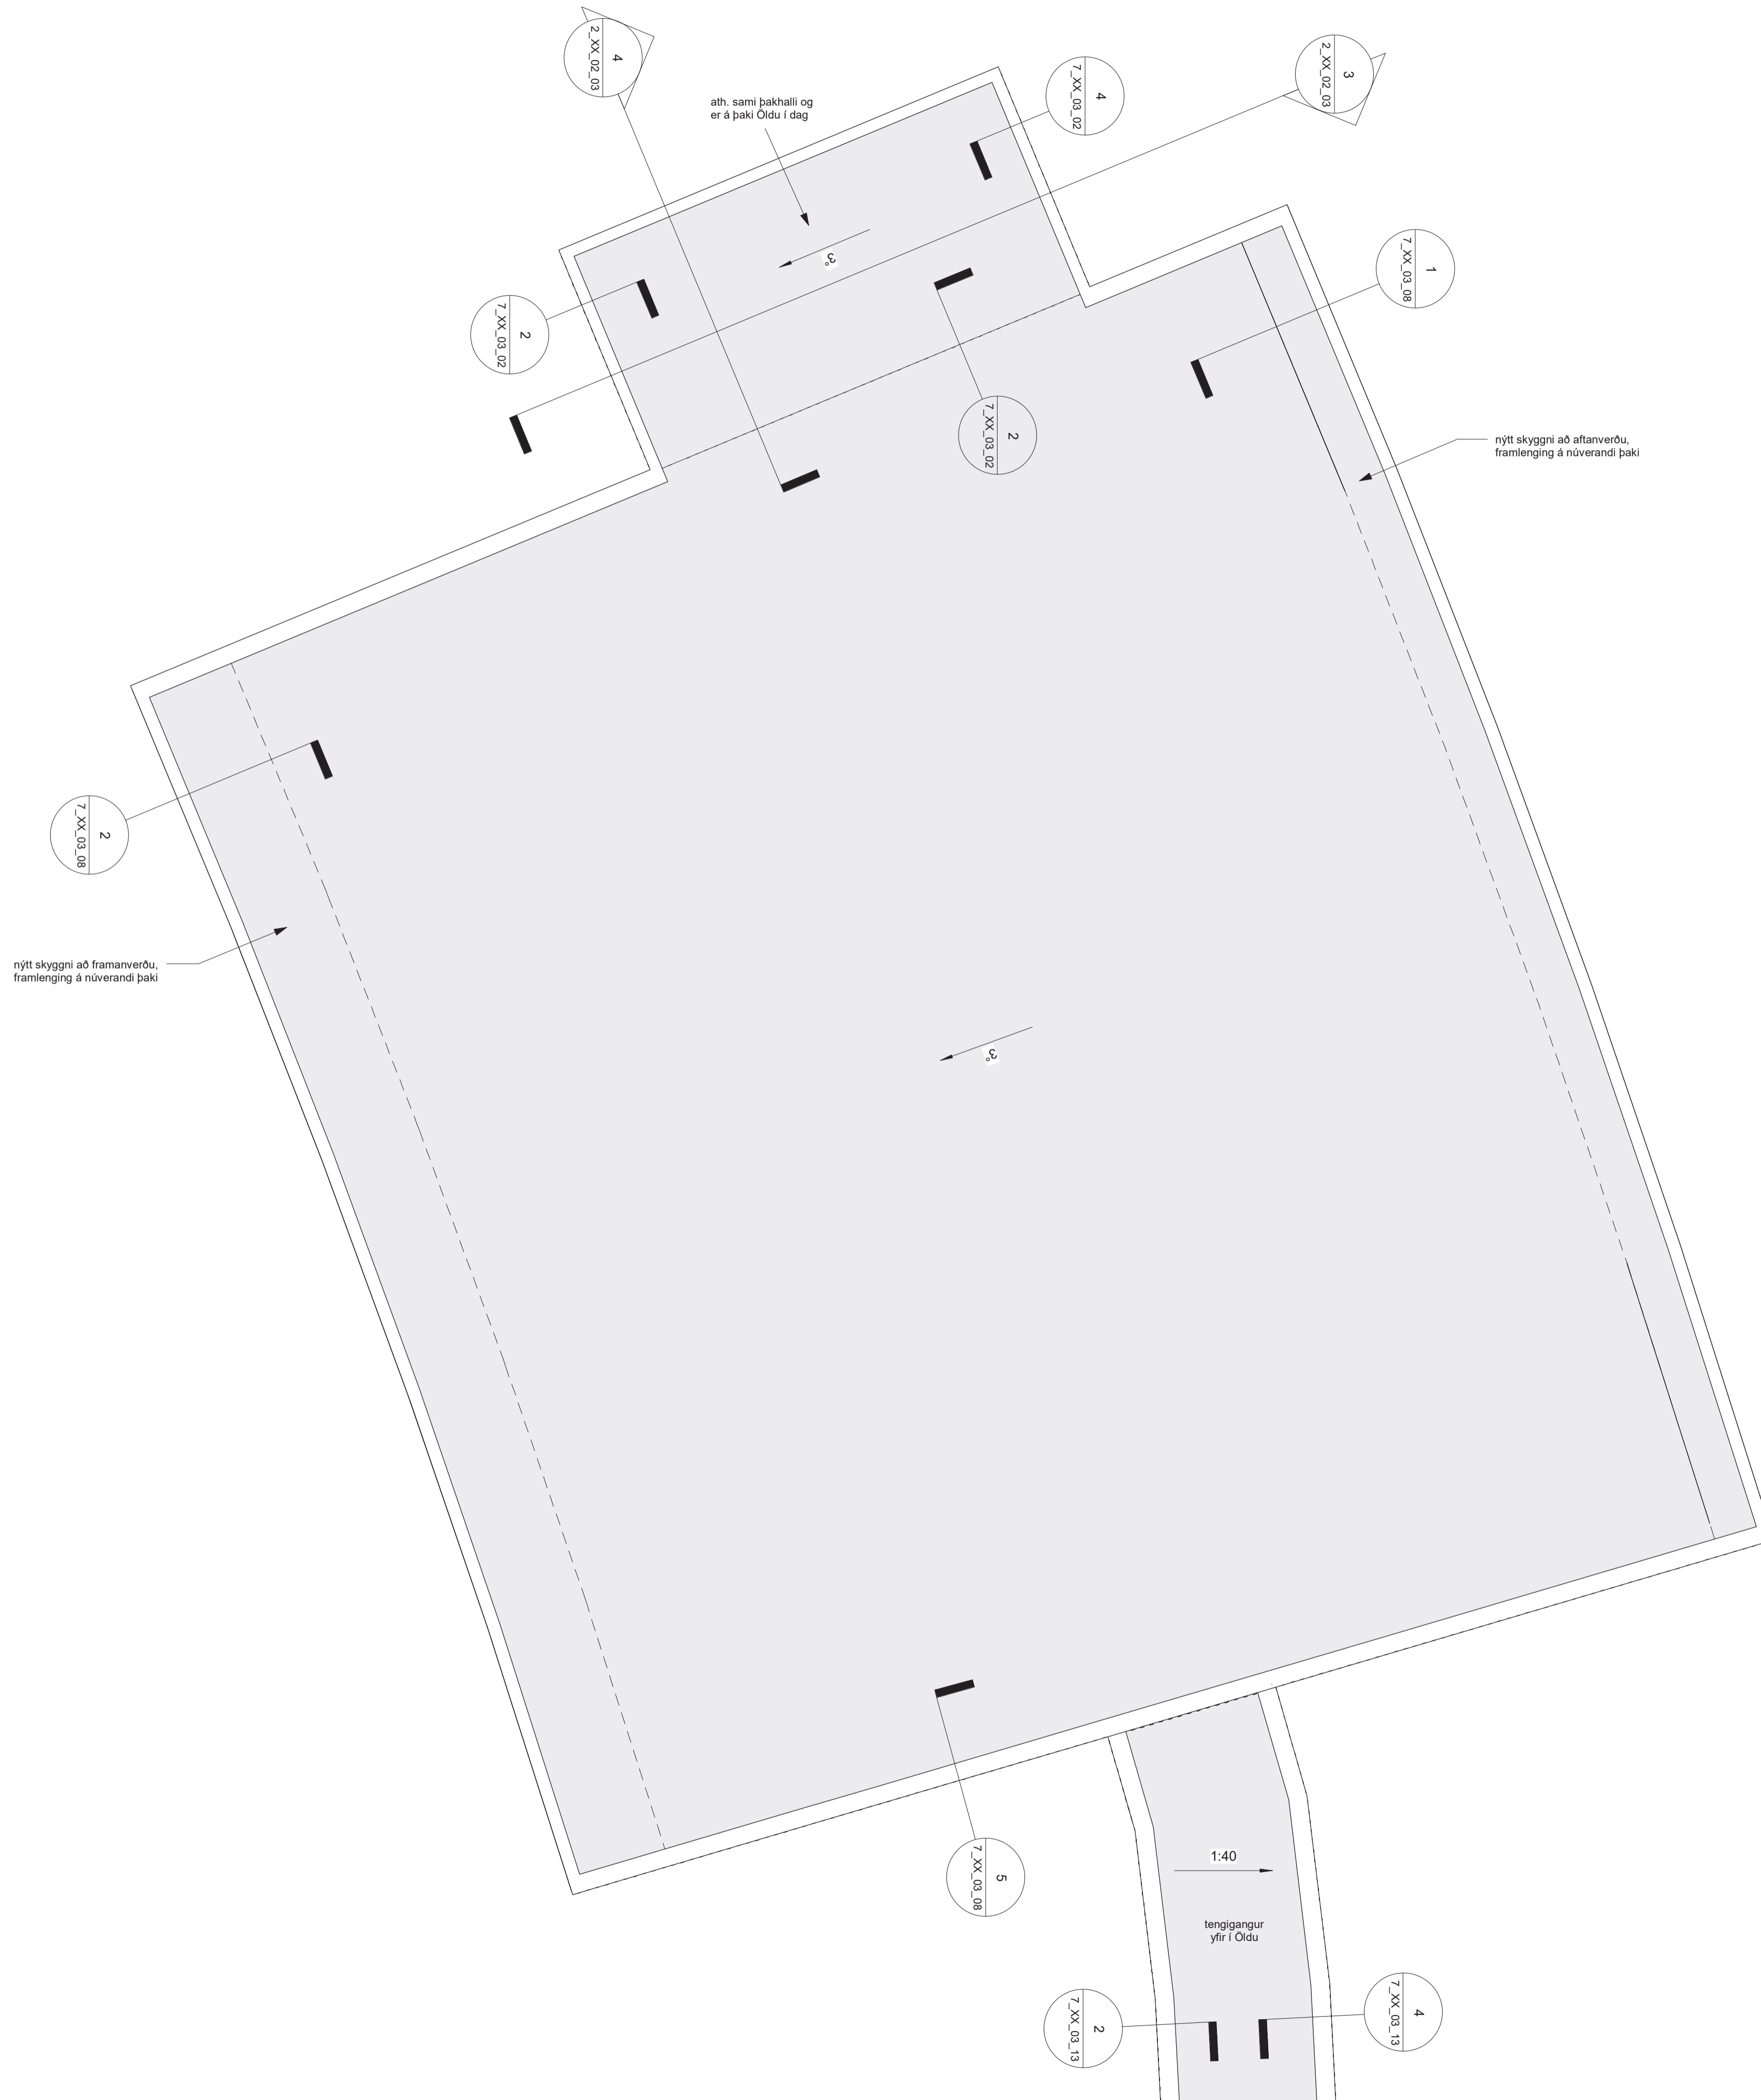 4
2_XX_02_03
3
2_XX_02_03
4
7_XX_03_02
ath. sami þakhalli og
er á þaki Öldu í dag
3°
1
7_XX_03_08
2
7_XX_03_02
2
7_XX_03_02
nýtt skyggni að aftanverðu,
framlenging á núverandi þaki
2
7_XX_03_08
nýtt skyggni að framanverðu,
framlenging á núverandi þaki
3°
5
7_XX_03_08
1:40
tengigangur
yfir í Öldu
4
7_XX_03_13
2
7_XX_03_13